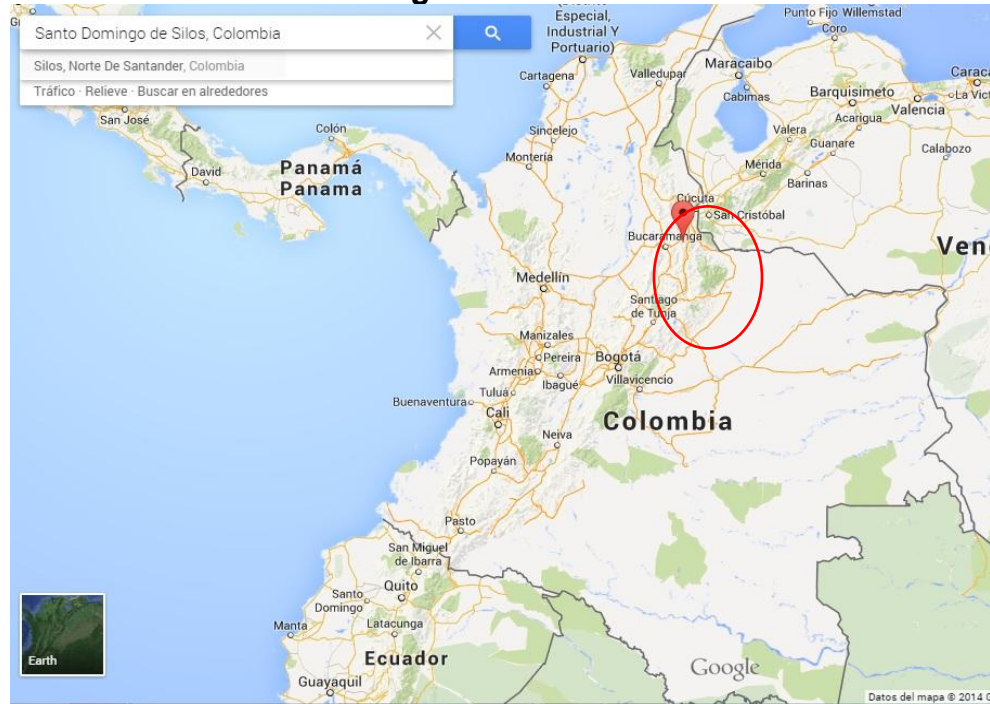 Especial,
Industrial Y
Portuario)
Punto Fijo Willemstad
Coro
Santo Domingo de Silos, Colombia
Silos, Norte De Santander, Colombia
Tráfico · Relieve · Buscar en alrededores
Cartagena
Valledupar
Maracaibo
Cabimas
Barquisimeto
Acarigua
Valencia
San José
Colón
David
Panamá
Panama
Sincelejo
Montería
Valera
Guanare
Calabozo
Mérida
Barinas
Cúcuta
San Cristóbal
Bucaramanga
Medellín
Santiago
de Tunja
Manizales
Pereira
Bogotá
Armenia
Ibagué
Villavicencio
Tuluá
Buenaventura
Cali
Colombia
Neiva
Popayán
Pasto
San Miguel
de Ibarra
Quito
Santo
Domingo
Manta
Latacunga
Ecuador
Guayaquil
Earth
Google
Datos del mapa © 2014